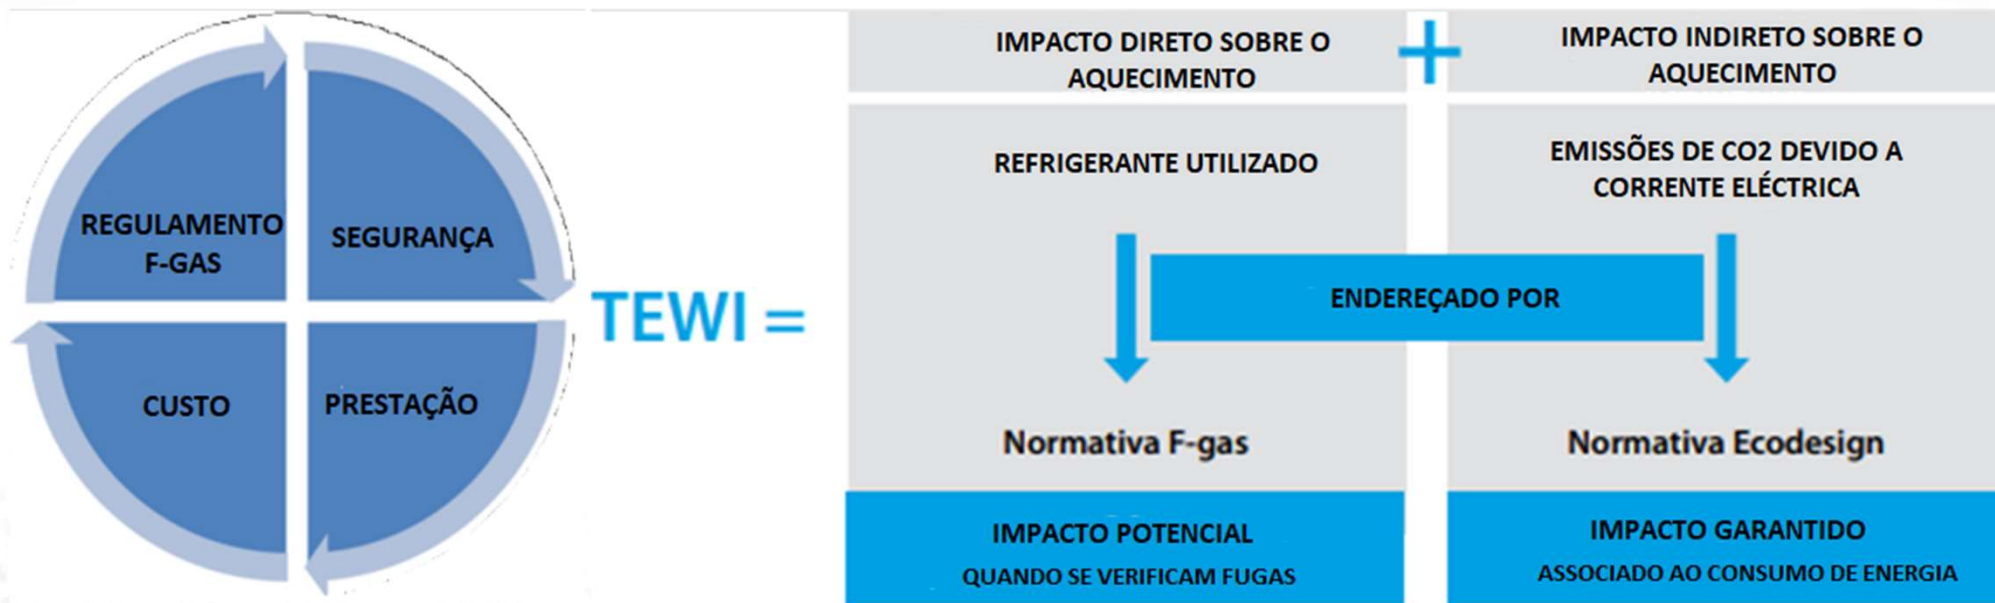 REGULAMENTO
F-GAS
SEGURANÇA
CUSTO
PRESTAÇÃO
TEWI =
IMPACTO DIRETO SOBRE O
AQUECIMENTO
+
IMPACTO INDIRETO SOBRE O
AQUECIMENTO
REFRIGERANTE UTILIZADO
EMISSÕES DE CO2 DEVIDO A
CORRENTE ELÉCTRICA
ENDEREÇADO POR
Normativa F-gas
Normativa Ecodesign
IMPACTO POTENCIAL
QUANDO SE VERIFICAM FUGAS
IMPACTO GARANTIDO
ASSOCIADO AO CONSUMO DE ENERGIA